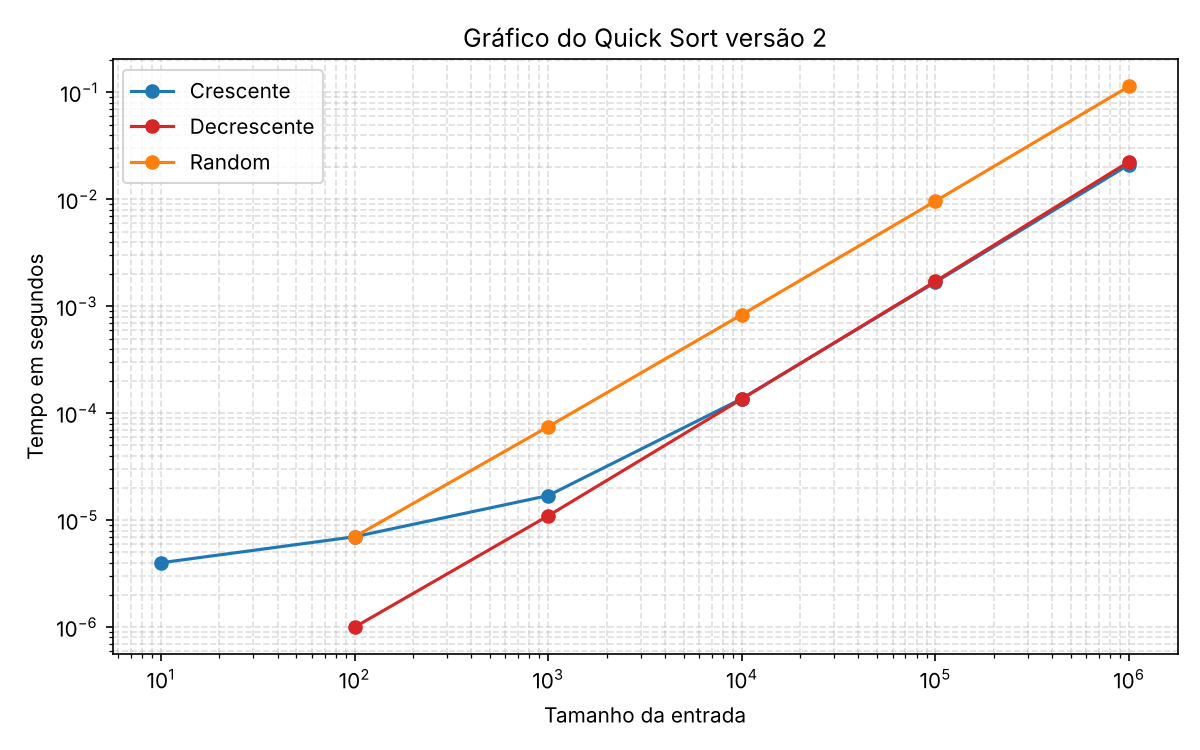 Gráfico do Quick Sort versão 2
Crescente
Decrescente
Random
Tempo em segundos
10⁻¹
10⁻²
10⁻³
10⁻⁴
10⁻⁵
10⁻⁶
10¹
10²
10³
10⁴
10⁵
10⁶
Tamanho da entrada